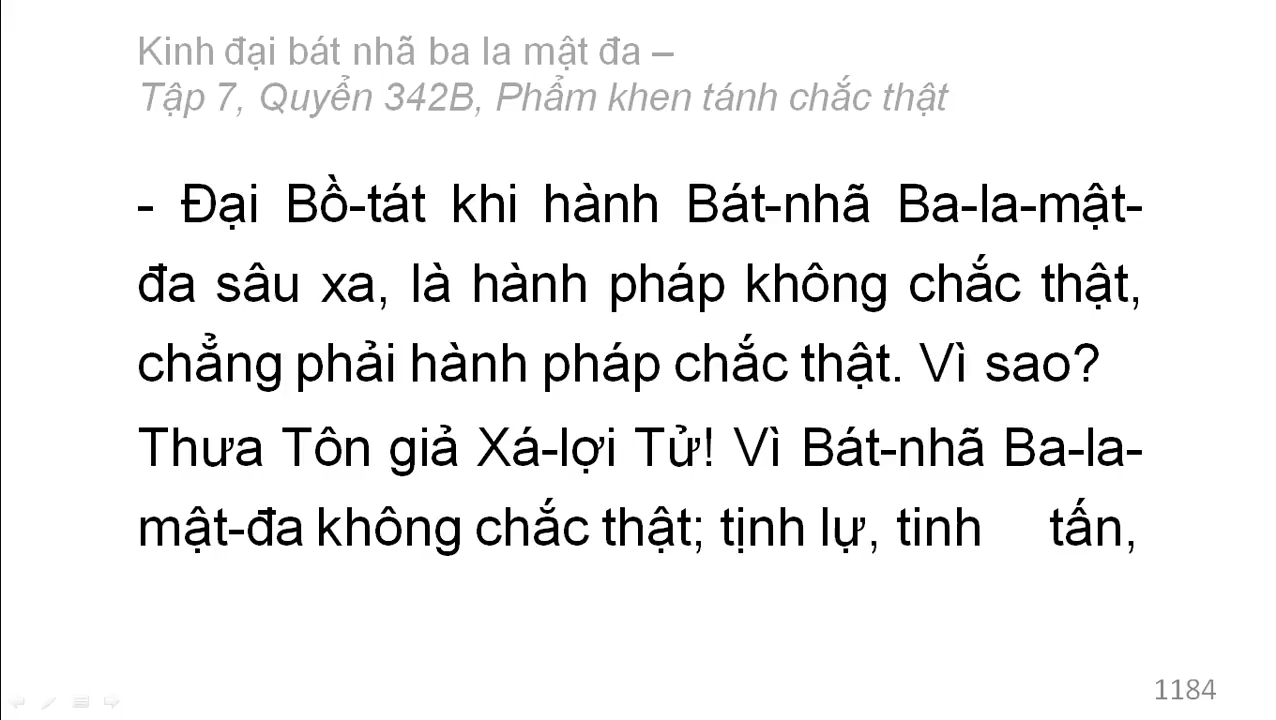 Kinh đại bát nhã ba la mật đa –
Tập 7, Quyển 342B, Phẩm khen tánh chắc thật
- Đại Bồ-tát khi hành Bát-nhã Ba-la-mật-
đa sâu xa, là hành pháp không chắc thật,
chẳng phải hành pháp chắc thật. Vì sao?
Thưa Tôn giả Xá-lợi Tử! Vì Bát-nhã Ba-la-
mật-đa không chắc thật; tịnh lự, tinh tấn,
1184